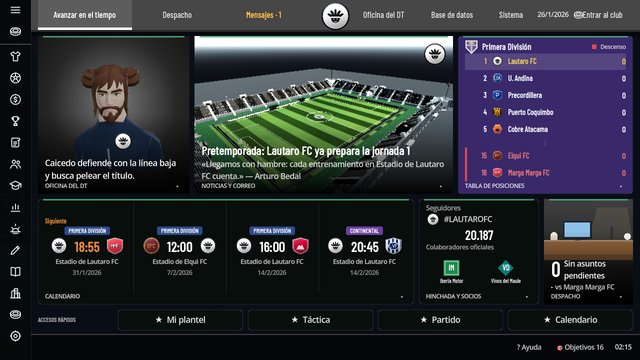 Avanzar en el tiempo
Despacho
Mensajes · 1
Oficina del DT
Base de datos
Sistema
26/1/2026
Entrar al club
Caicedo defiende con la línea baja
y busca pelear el título.
OFICINA DEL DT
Pretemporada: Lautaro FC ya prepara la jornada 1
«Llegamos con hambre: cada entrenamiento en Estadio de Lautaro
FC cuenta.» — Arturo Bedal
NOTICIAS Y CORREO
Primera División
Descenso
1 Lautaro FC 0
2 U. Andina 0
3 Precordillera 0
4 Puerto Coquimbo 0
5 Cobre Atacama 0
15 Elqui FC 0
16 Marga Marga FC 0
TABLA DE POSICIONES
Siguiente
PRIMERA DIVISIÓN
18:55
Estadio de Lautaro FC
31/1/2026
PRIMERA DIVISIÓN
12:00
Estadio de Elqui FC
7/2/2026
PRIMERA DIVISIÓN
16:00
Estadio de Lautaro FC
14/2/2026
CONTINENTAL
20:45
Estadio de Lautaro FC
14/2/2026
CALENDARIO
Seguidores
#LAUTAROFC
20.187
Colaboradores oficiales
IM
Iberia Motor
VD
Vinos del Maule
HINCHADA Y SOCIOS
0 Sin asuntos
pendientes
· vs Marga Marga FC
DESPACHO
ACCESOS RÁPIDOS
★ Mi plantel
★ Táctica
★ Partido
★ Calendario
? Ayuda
Objetivos 16
02:15